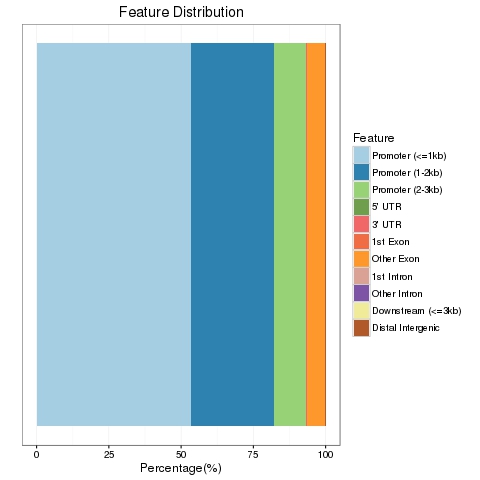 Feature Distribution
Feature
Promoter (<=1kb)
Promoter (1-2kb)
Promoter (2-3kb)
5' UTR
3' UTR
1st Exon
Other Exon
1st Intron
Other Intron
Downstream (<=3kb)
Distal Intergenic
0 25 50 75 100
Percentage(%)